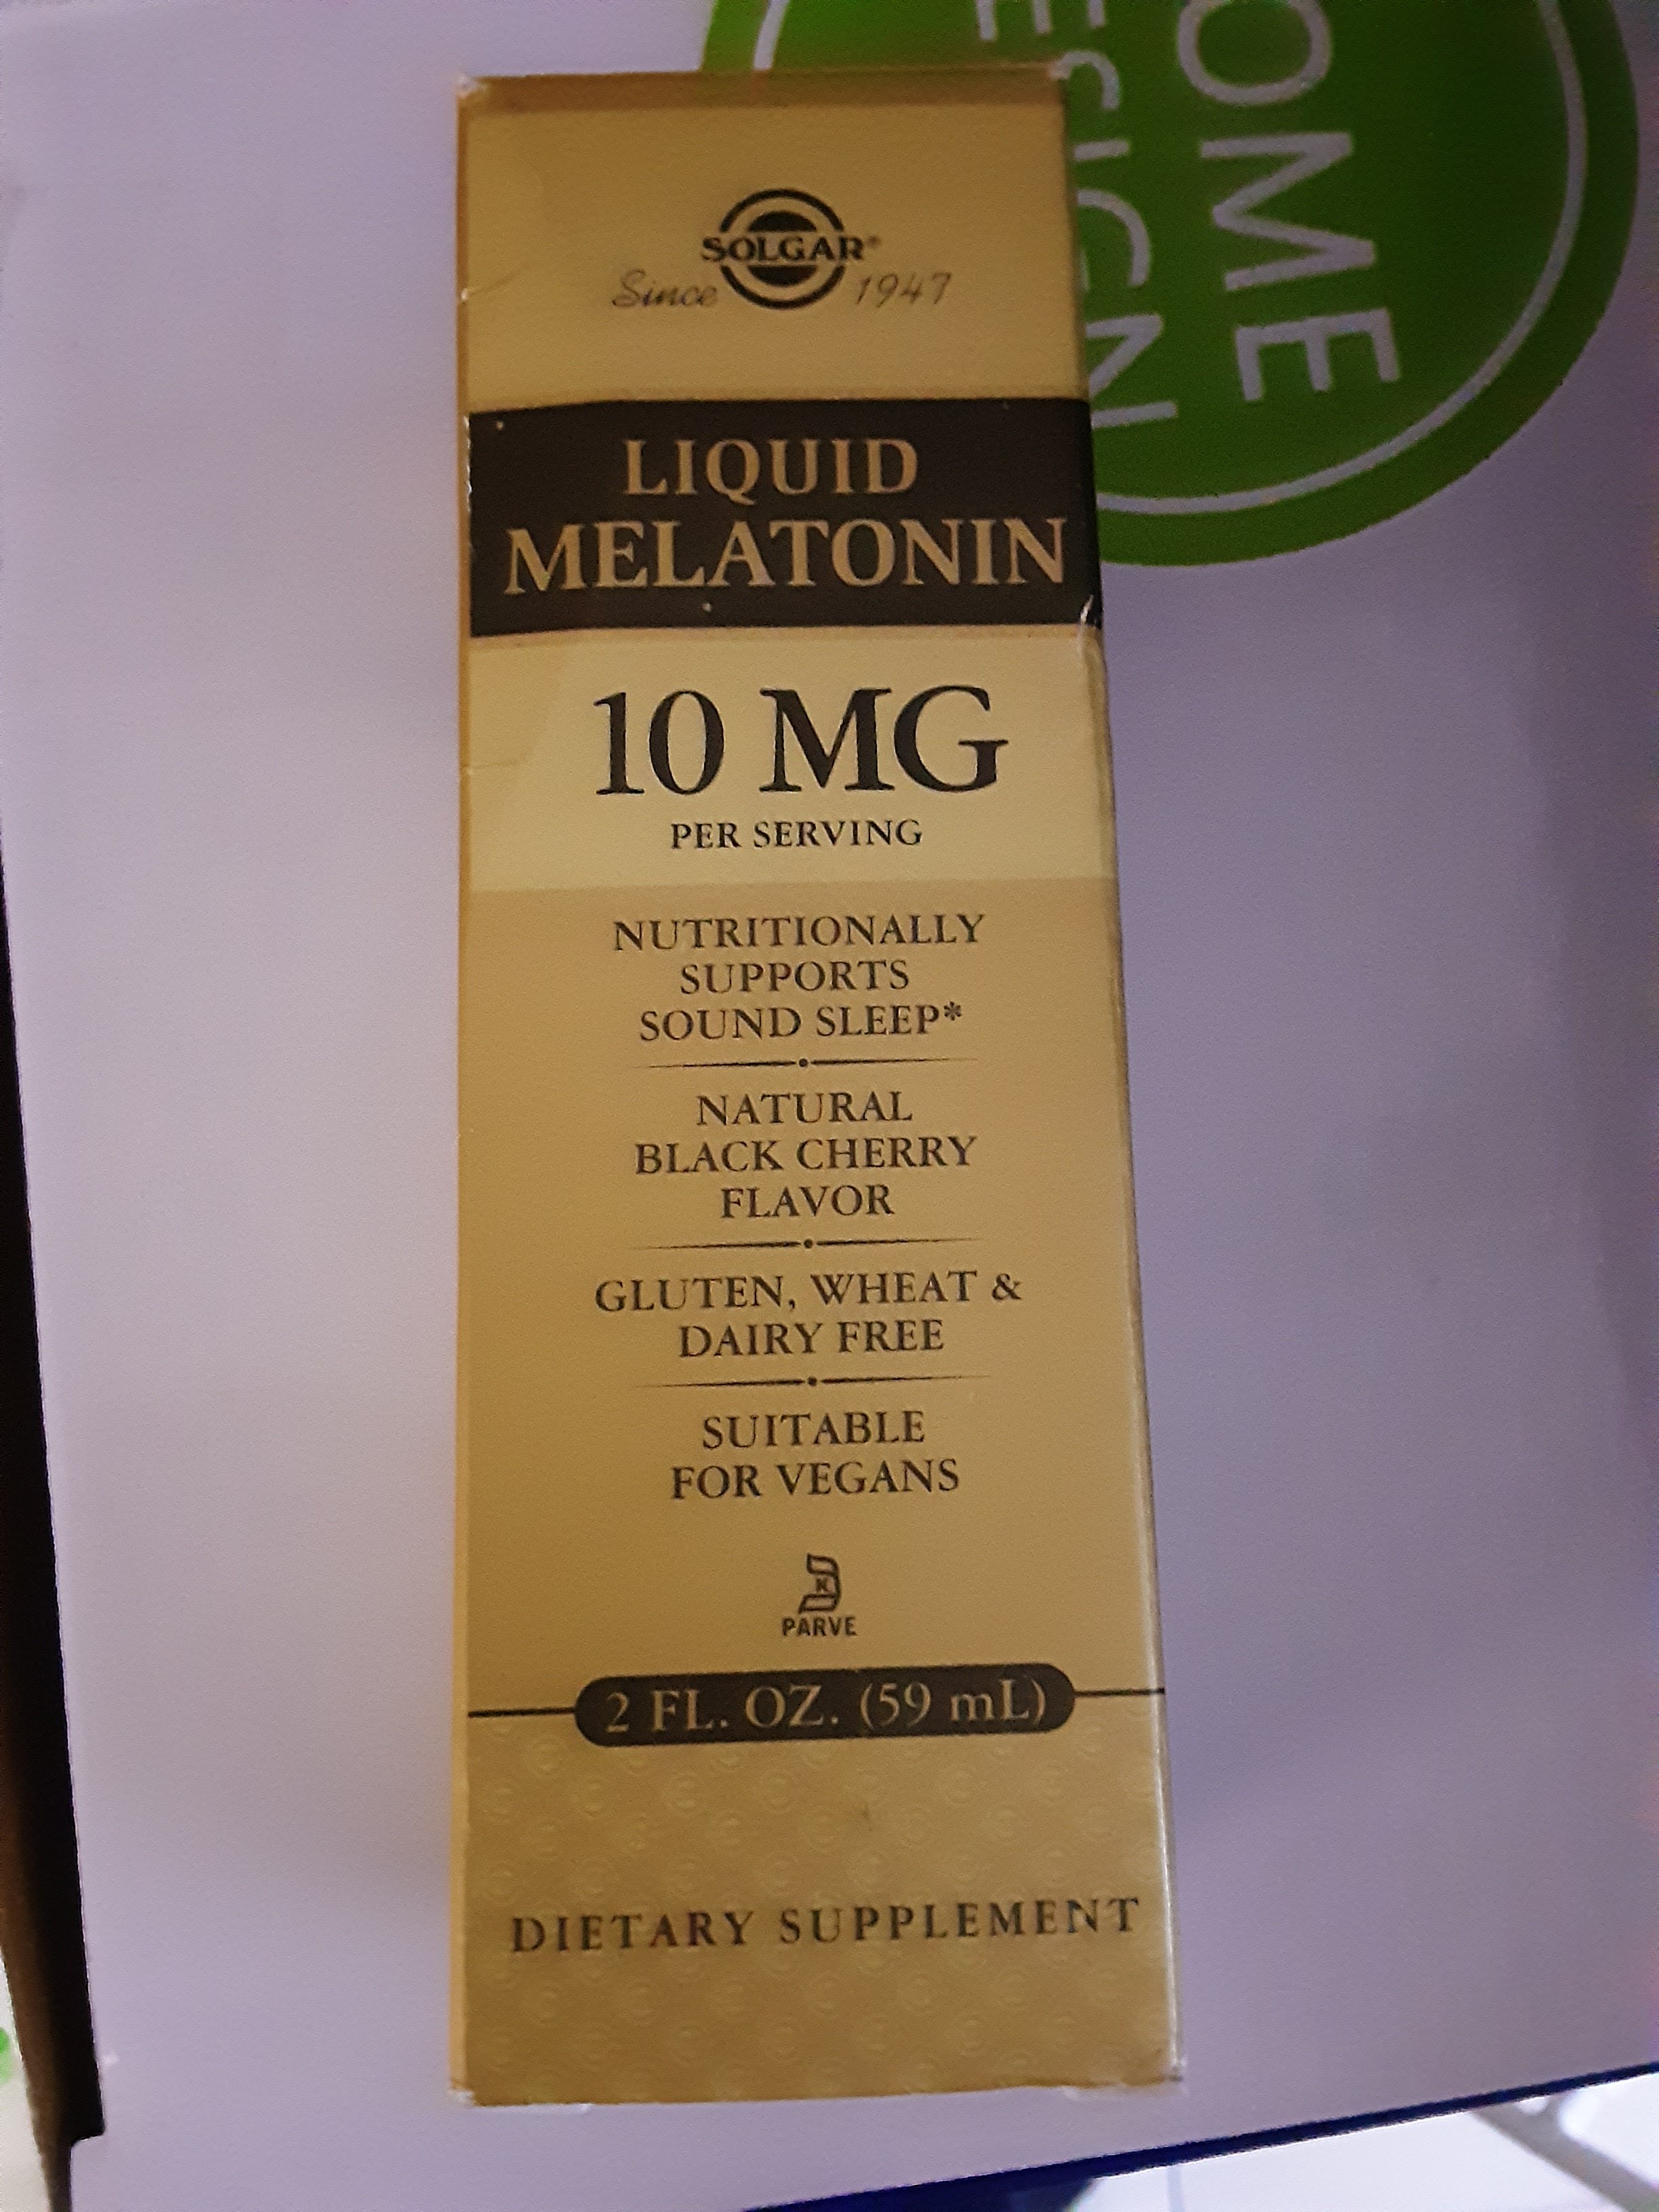 SOLGAR®
Since 1947
LIQUID
MELATONIN
10 MG
PER SERVING
NUTRITIONALLY
SUPPORTS
SOUND SLEEP*
NATURAL
BLACK CHERRY
FLAVOR
GLUTEN, WHEAT &
DAIRY FREE
SUITABLE
FOR VEGANS
K
PARVE
2 FL. OZ. (59 mL)
DIETARY SUPPLEMENT
OME
ESIGN